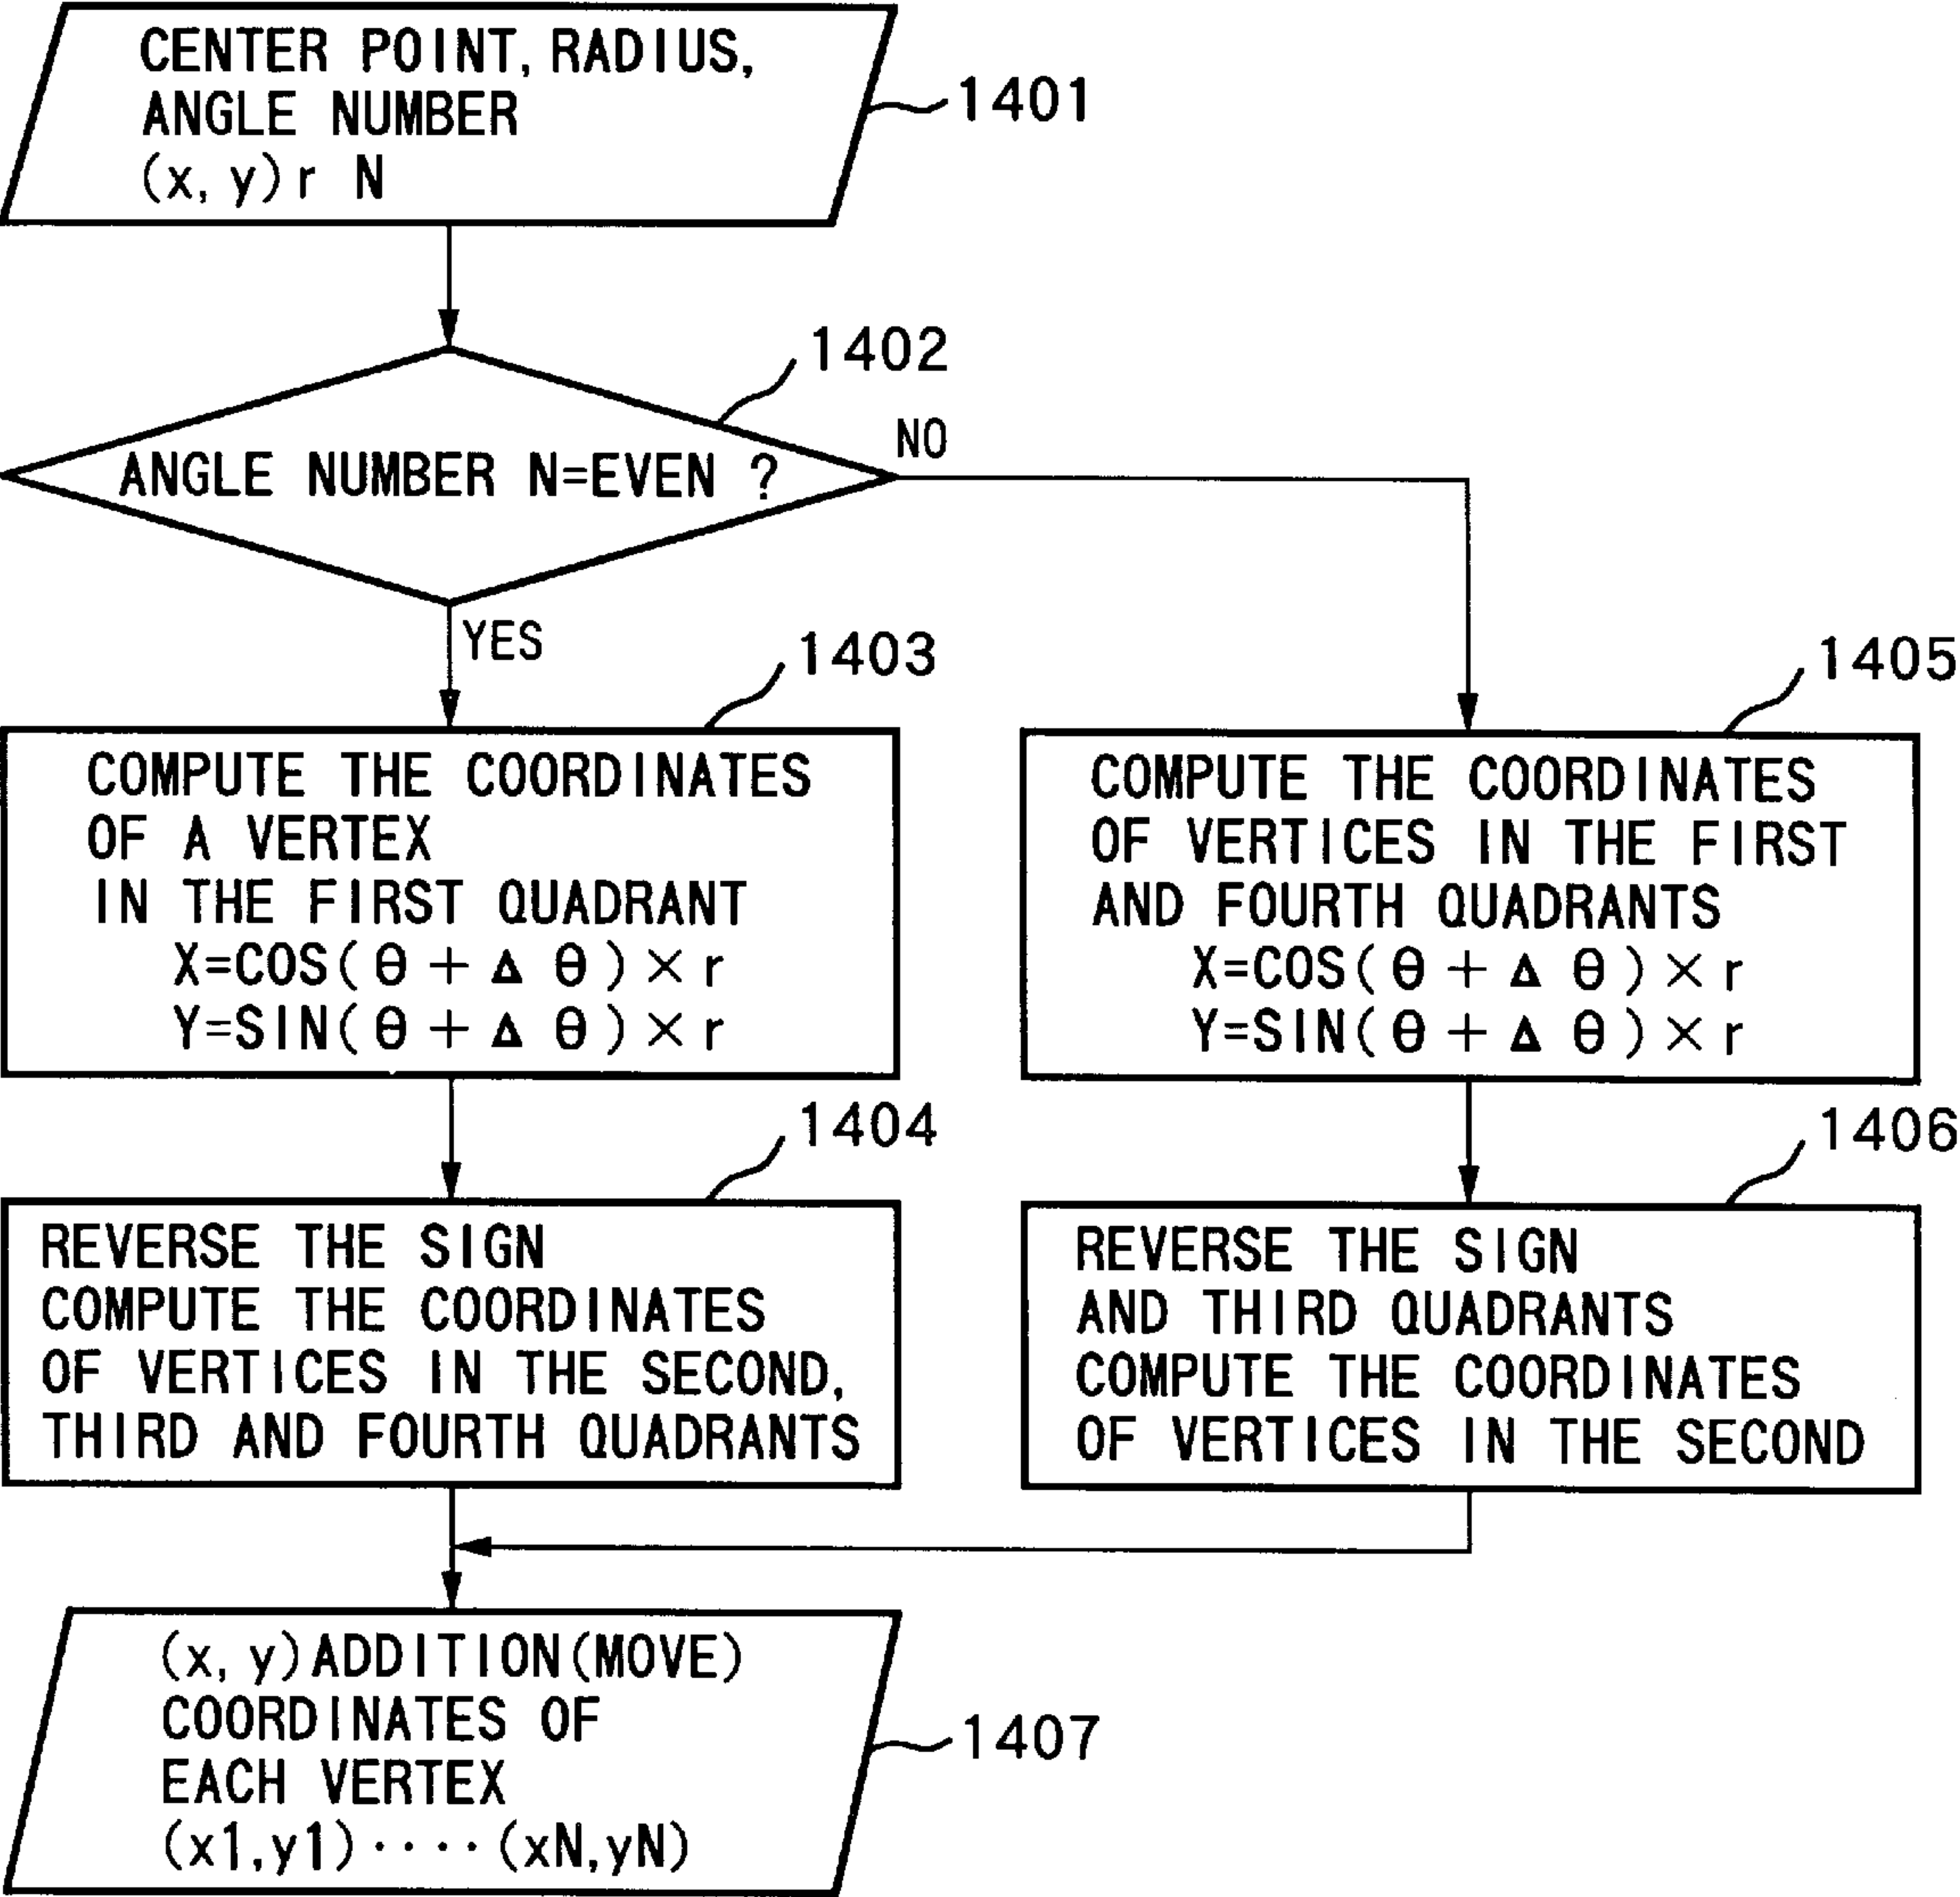 CENTER POINT, RADIUS,
ANGLE NUMBER
(x, y)r N
1401
1402
ANGLE NUMBER N=EVEN ?
NO
YES
1403
COMPUTE THE COORDINATES
OF A VERTEX
IN THE FIRST QUADRANT
X=COS(θ+Δθ)×r
Y=SIN(θ+Δθ)×r
1405
COMPUTE THE COORDINATES
OF VERTICES IN THE FIRST
AND FOURTH QUADRANTS
X=COS(θ+Δθ)×r
Y=SIN(θ+Δθ)×r
1404
REVERSE THE SIGN
COMPUTE THE COORDINATES
OF VERTICES IN THE SECOND,
THIRD AND FOURTH QUADRANTS
1406
REVERSE THE SIGN
AND THIRD QUADRANTS
COMPUTE THE COORDINATES
OF VERTICES IN THE SECOND
(x, y)ADDITION(MOVE)
COORDINATES OF
EACH VERTEX
(x1,y1)····(xN,yN)
1407